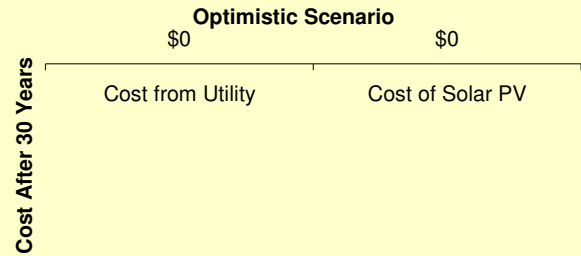 Optimistic Scenario
$0 $0
Cost from Utility Cost of Solar PV
Cost After 30 Years